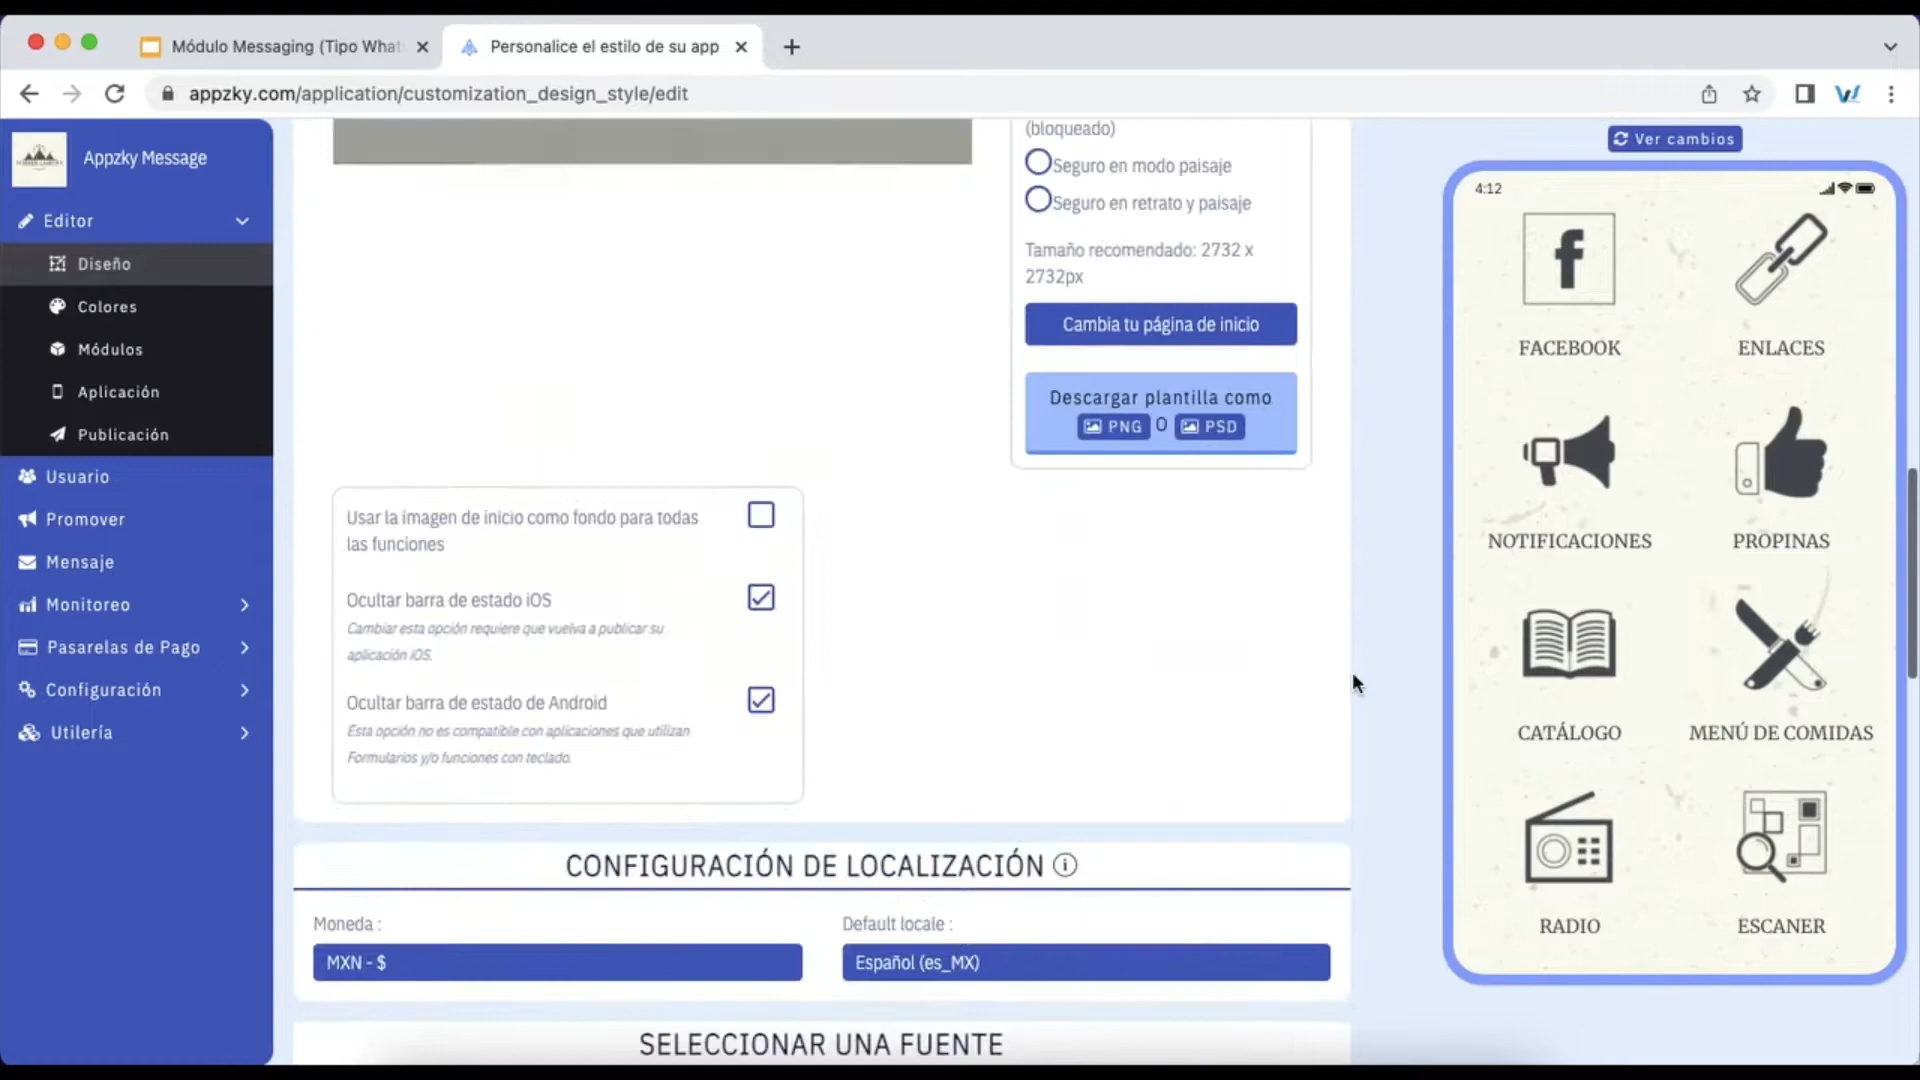 Módulo Messaging (Tipo What
Personalice el estilo de su app
appzky.com/application/customization_design_style/edit
Appzky Message
Editor
Diseño
Colores
Módulos
Aplicación
Publicación
Usuario
Promover
Mensaje
Monitoreo
Pasarelas de Pago
Configuración
Utilería
(bloqueado)
Seguro en modo paisaje
Seguro en retrato y paisaje
Tamaño recomendado: 2732 x
2732px
Cambia tu página de inicio
Descargar plantilla como
PNG O PSD
Usar la imagen de inicio como fondo para todas
las funciones
Ocultar barra de estado iOS
Cambiar esta opción requiere que vuelva a publicar su
aplicación iOS.
Ocultar barra de estado de Android
Esta opción no es compatible con aplicaciones que utilizan
Formularios y/o funciones con teclado.
CONFIGURACIÓN DE LOCALIZACIÓN
Moneda :
MXN - $
Default locale :
Español (es_MX)
SELECCIONAR UNA FUENTE
Ver cambios
4:12
FACEBOOK
ENLACES
NOTIFICACIONES
PROPINAS
CATÁLOGO
MENÚ DE COMIDAS
RADIO
ESCANER